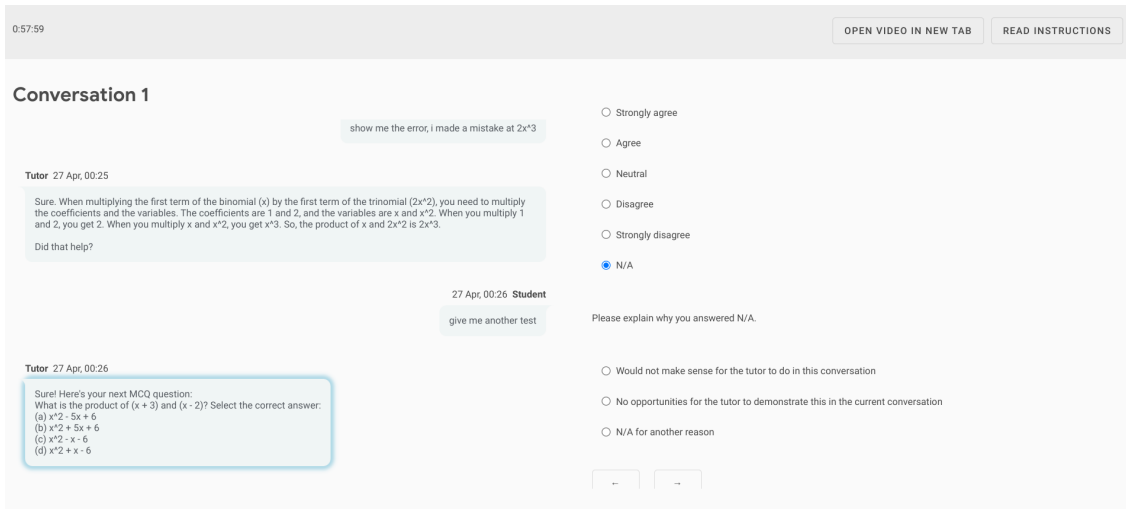 0:57:59
OPEN VIDEO IN NEW TAB
READ INSTRUCTIONS
Conversation 1
show me the error, i made a mistake at 2x^3
Tutor 27 Apr, 00:25
Sure. When multiplying the first term of the binomial (x) by the first term of the trinomial (2x^2), you need to multiply
the coefficients and the variables. The coefficients are 1 and 2, and the variables are x and x^2. When you multiply 1
and 2, you get 2. When you multiply x and x^2, you get x^3. So, the product of x and 2x^2 is 2x^3.
Did that help?
27 Apr, 00:26 Student
give me another test
Tutor 27 Apr, 00:26
Sure! Here's your next MCQ question:
What is the product of (x + 3) and (x - 2)? Select the correct answer:
(a) x^2 - 5x + 6
(b) x^2 + 5x + 6
(c) x^2 - x - 6
(d) x^2 + x - 6
Strongly agree
Agree
Neutral
Disagree
Strongly disagree
N/A
Please explain why you answered N/A.
Would not make sense for the tutor to do in this conversation
No opportunities for the tutor to demonstrate this in the current conversation
N/A for another reason
← →